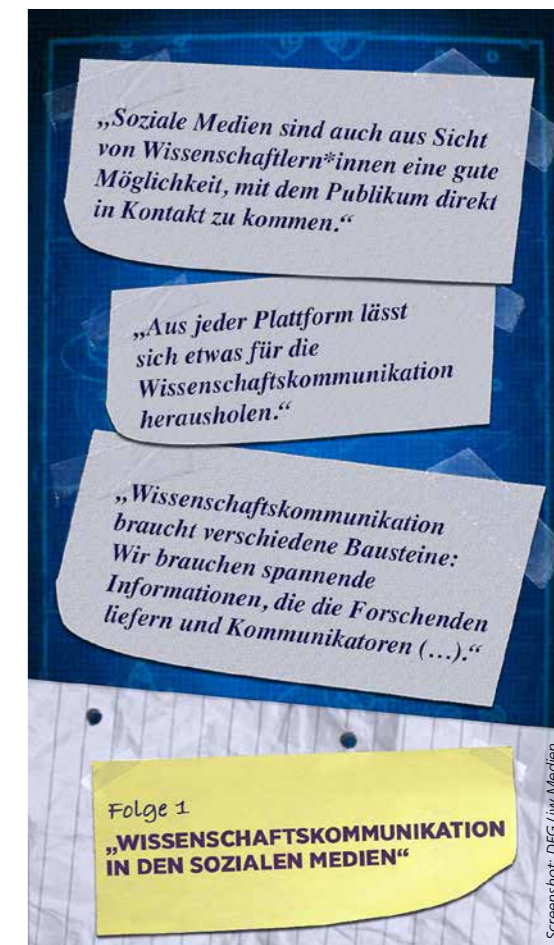 „Soziale Medien sind auch aus Sicht
von Wissenschaftlern*innen eine gute
Möglichkeit, mit dem Publikum direkt
in Kontakt zu kommen.“
„Aus jeder Plattform lässt
sich etwas für die
Wissenschaftskommunikation
herausholen.“
„Wissenschaftskommunikation
braucht verschiedene Bausteine:
Wir brauchen spannende
Informationen, die die Forschenden
liefern und Kommunikatoren (…).“
Folge 1
„WISSENSCHAFTSKOMMUNIKATION
IN DEN SOZIALEN MEDIEN“
Screenshot: DFG / jw Medien